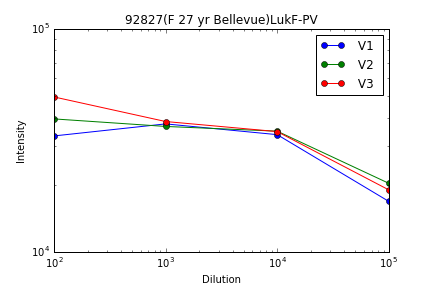 92827(F 27 yr Bellevue)LukF-PV
10^5
V1
V2
V3
Intensity
10^4
10^2
10^3
10^4
10^5
Dilution